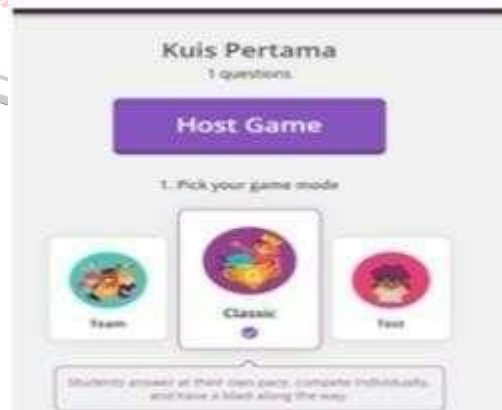 Kuis Pertama
1 questions
Host Game
1. Pick your game mode
Team
Classic
Test
Students answer at their own pace, compete individually,
and have a blast along the way.